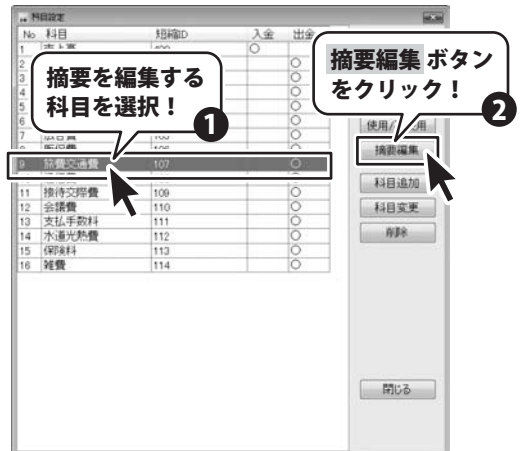 科目設定
No 科目 短縮ID 入金 出金
1 ○
2 ○
3 ○
4 ○
5 ○
6 ○
7 ○
8 ○
9 旅費交通費 107 ○
11 接待交際費 109 ○
12 会議費 110 ○
13 支払手数料 111 ○
14 水道光熱費 112 ○
15 保険料 113 ○
16 雑費 114 ○
摘要を編集する
科目を選択！
1
摘要編集 ボタン
をクリック！
2
摘要編集
科目追加
科目変更
削除
閉じる